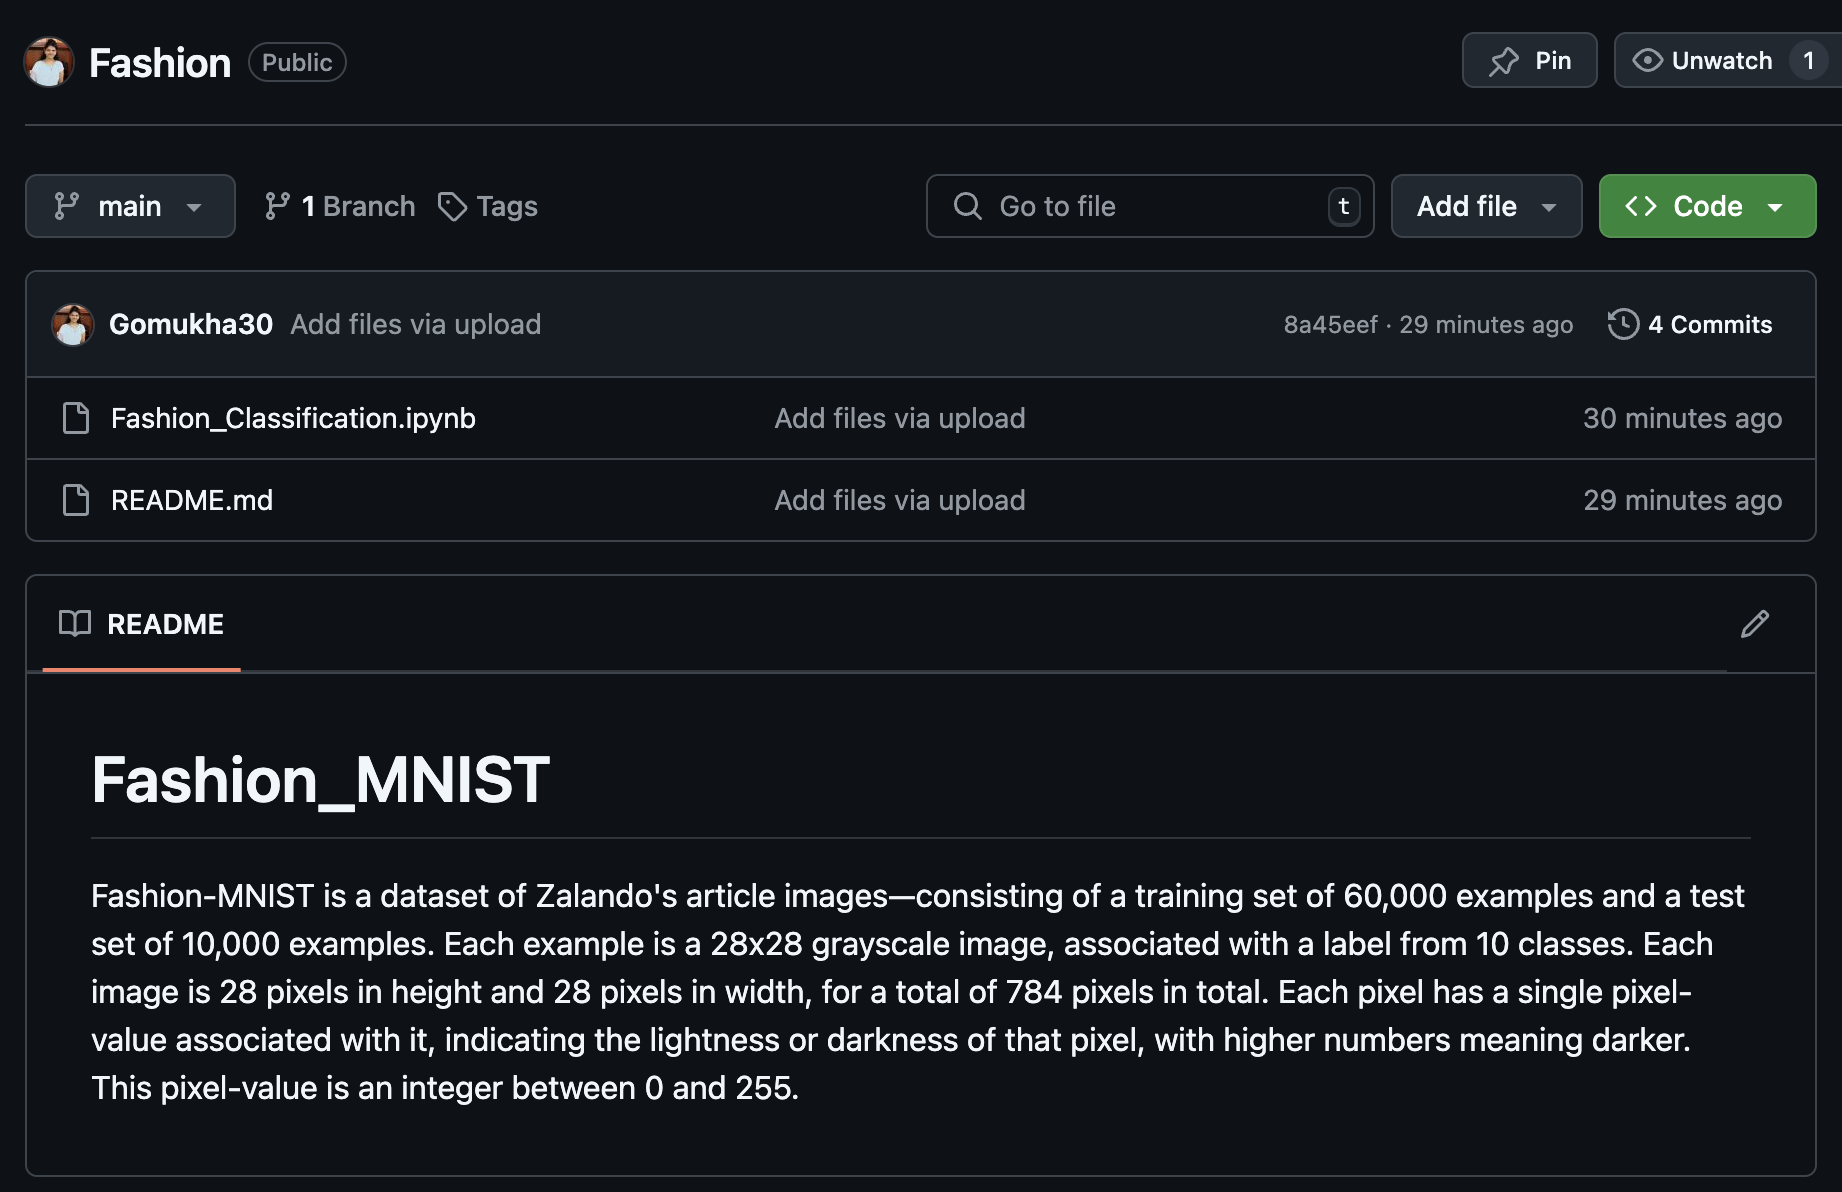 Fashion Public Pin Unwatch 1
main 1 Branch Tags Go to file t Add file Code
Gomukha30 Add files via upload 8a45eef · 29 minutes ago 4 Commits
Fashion_Classification.ipynb Add files via upload 30 minutes ago
README.md Add files via upload 29 minutes ago
README
Fashion_MNIST
Fashion-MNIST is a dataset of Zalando's article images—consisting of a training set of 60,000 examples and a test
set of 10,000 examples. Each example is a 28x28 grayscale image, associated with a label from 10 classes. Each
image is 28 pixels in height and 28 pixels in width, for a total of 784 pixels in total. Each pixel has a single pixel-
value associated with it, indicating the lightness or darkness of that pixel, with higher numbers meaning darker.
This pixel-value is an integer between 0 and 255.